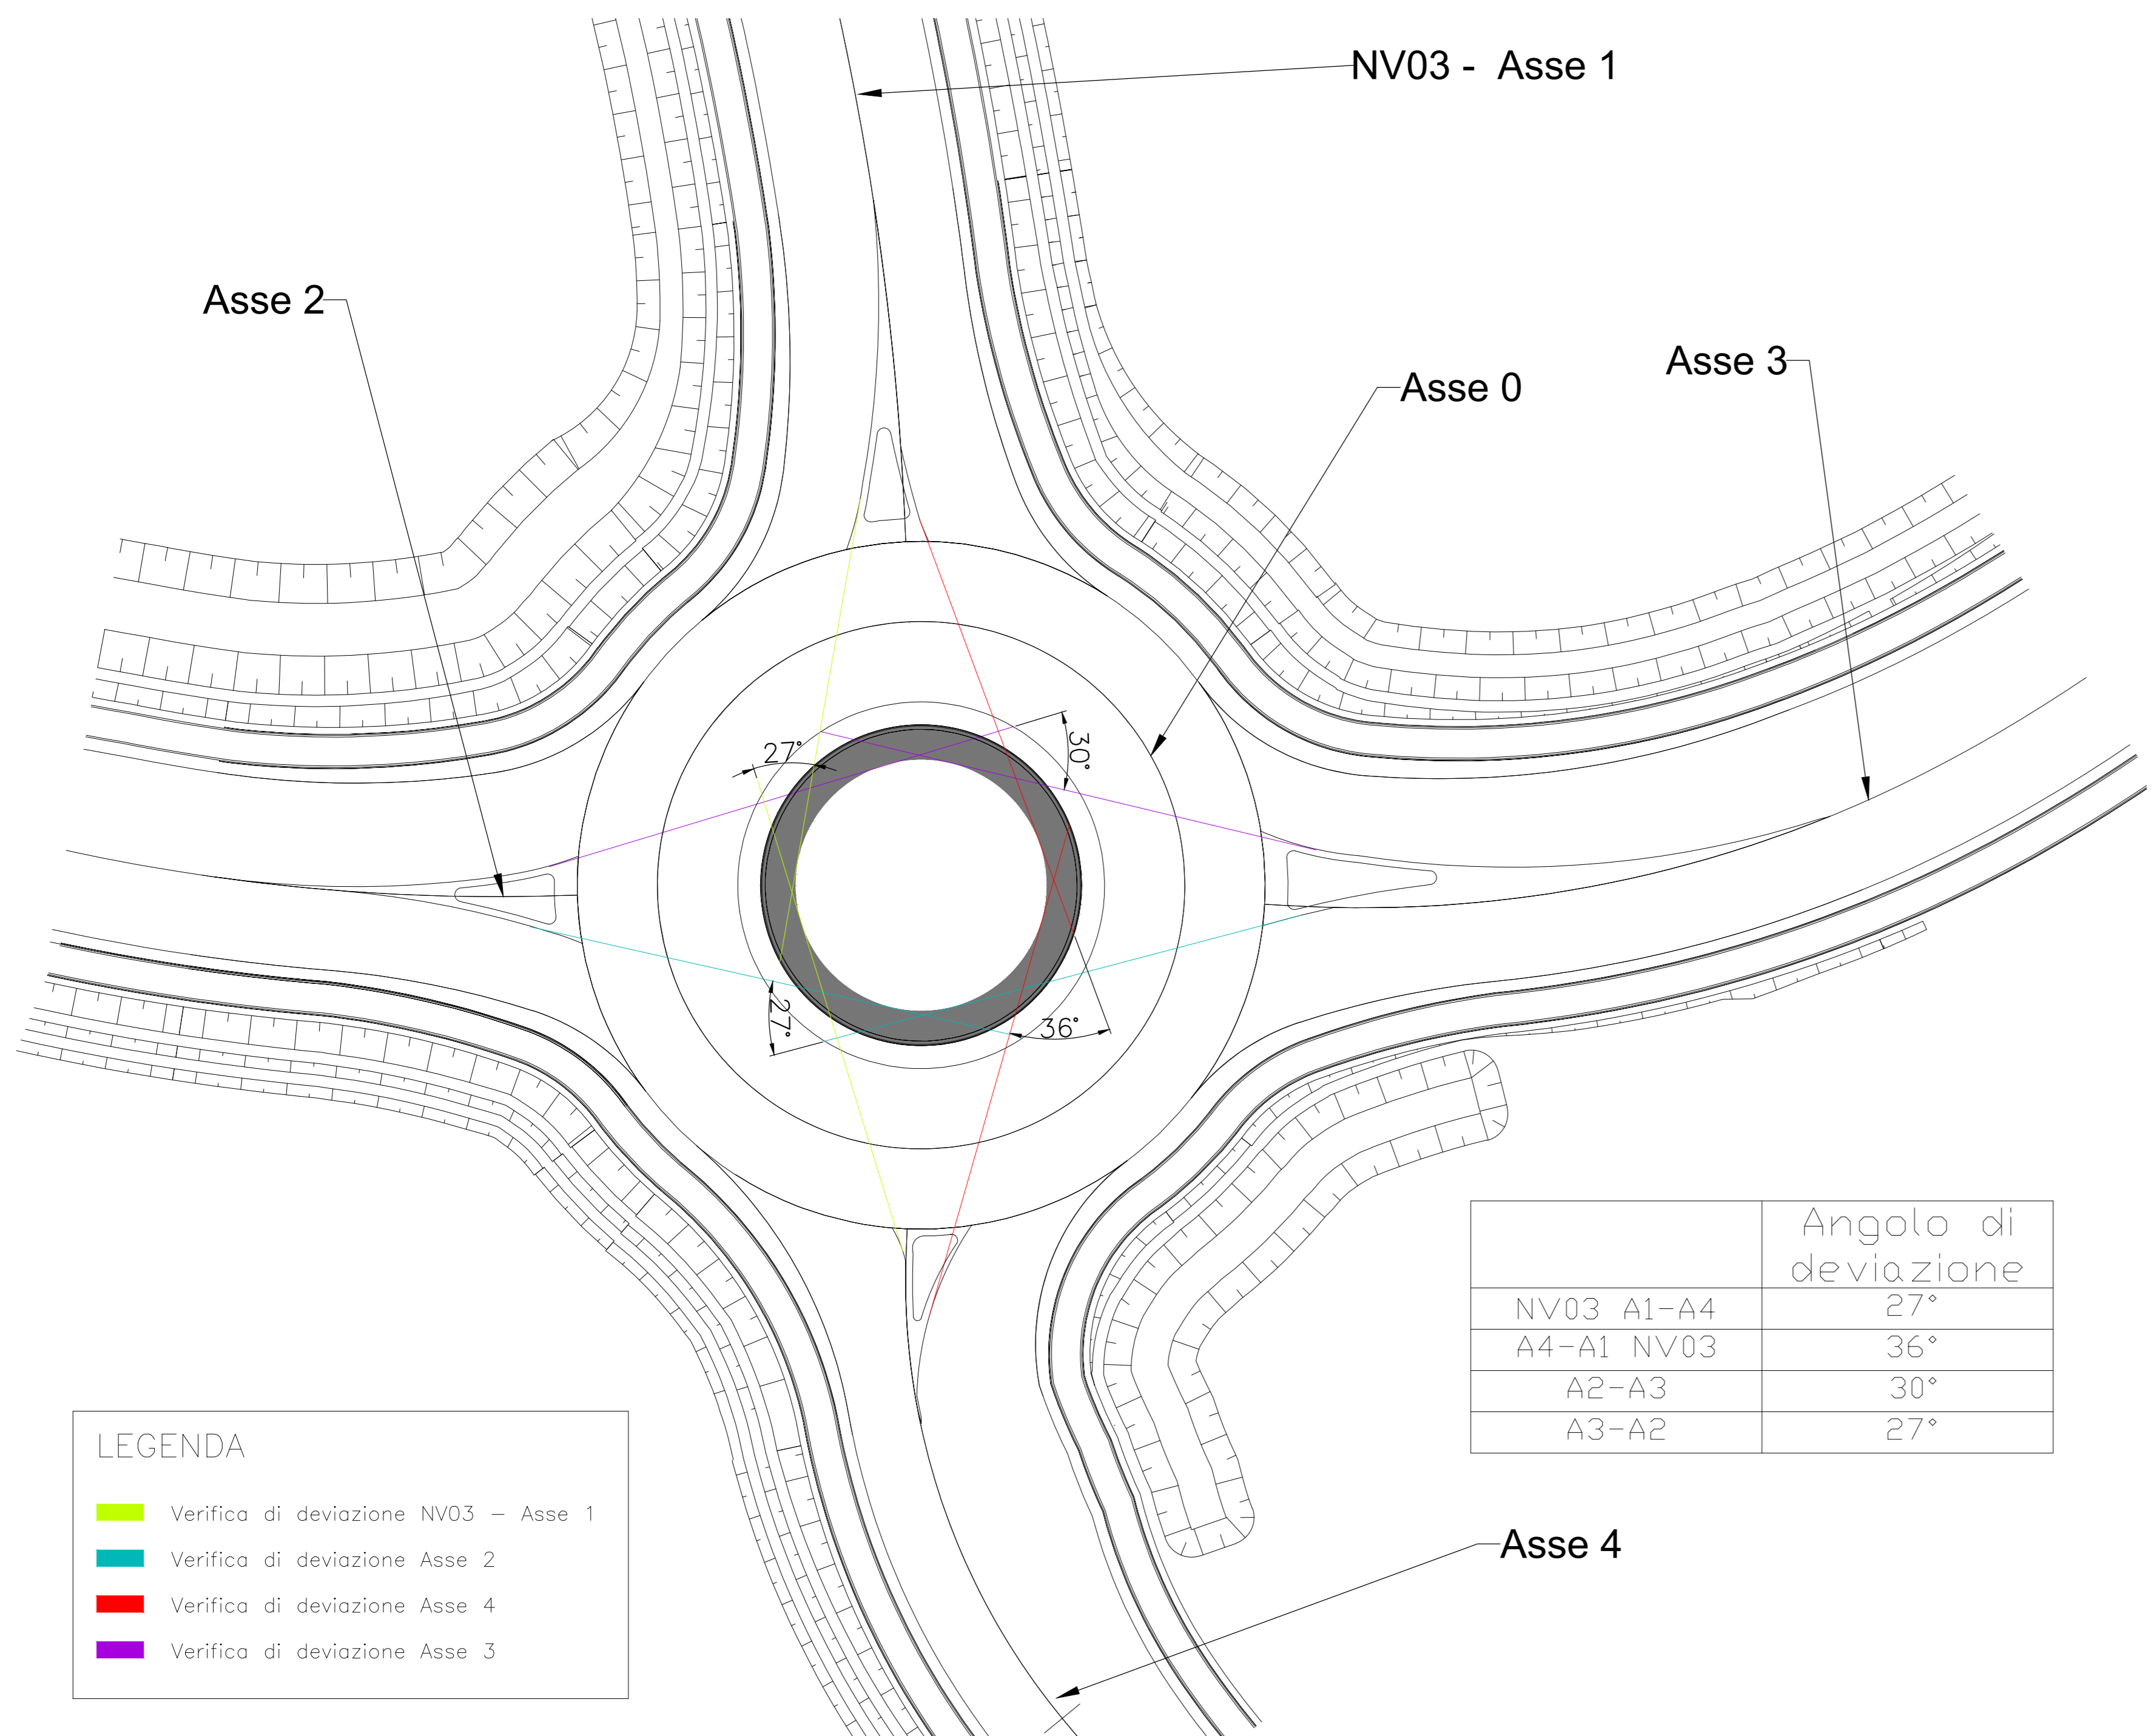 NV03 - Asse 1
Asse 2
Asse 3
Asse 0
27°
30°
27°
36°
Angolo di
deviazione
NV03 A1-A4 27°
A4-A1 NV03 36°
A2-A3 30°
A3-A2 27°
LEGENDA
Verifica di deviazione NV03 - Asse 1
Verifica di deviazione Asse 2
Verifica di deviazione Asse 4
Verifica di deviazione Asse 3
Asse 4